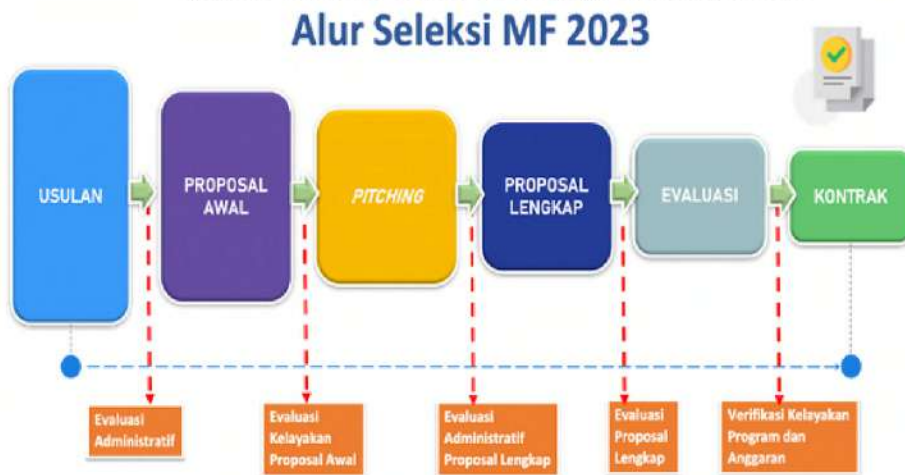 Alur Seleksi MF 2023
USULAN
PROPOSAL
AWAL
PITCHING
PROPOSAL
LENGKAP
EVALUASI
KONTRAK
Evaluasi
Administratif
Evaluasi
Kelayakan
Proposal Awal
Evaluasi
Administratif
Proposal Lengkap
Evaluasi
Proposal
Lengkap
Verifikasi Kelayakan
Program dan
Anggaran